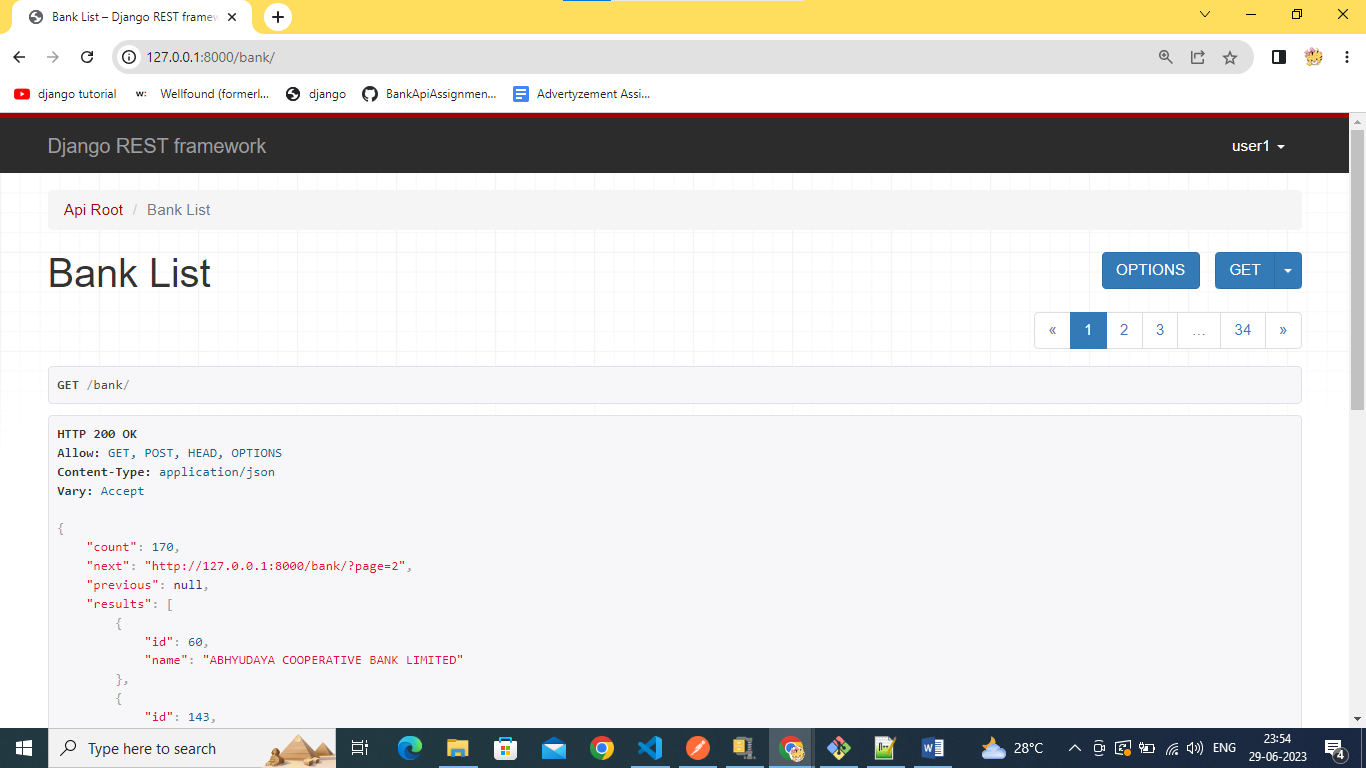 Bank List – Django REST framew
127.0.0.1:8000/bank/
django tutorial
W:
Wellfound (formerl...
django
BankApiAssignmen...
Advertyzement Assi...
Django REST framework
user1
Api Root / Bank List
Bank List
OPTIONS
GET
« 1 2 3 … 34 »
GET /bank/
HTTP 200 OK
Allow: GET, POST, HEAD, OPTIONS
Content-Type: application/json
Vary: Accept
{
"count": 170,
"next": "http://127.0.0.1:8000/bank/?page=2",
"previous": null,
"results": [
{
"id": 60,
"name": "ABHYUDAYA COOPERATIVE BANK LIMITED"
},
{
"id": 143,
Type here to search
28°C
ENG
23:54
29-06-2023
4